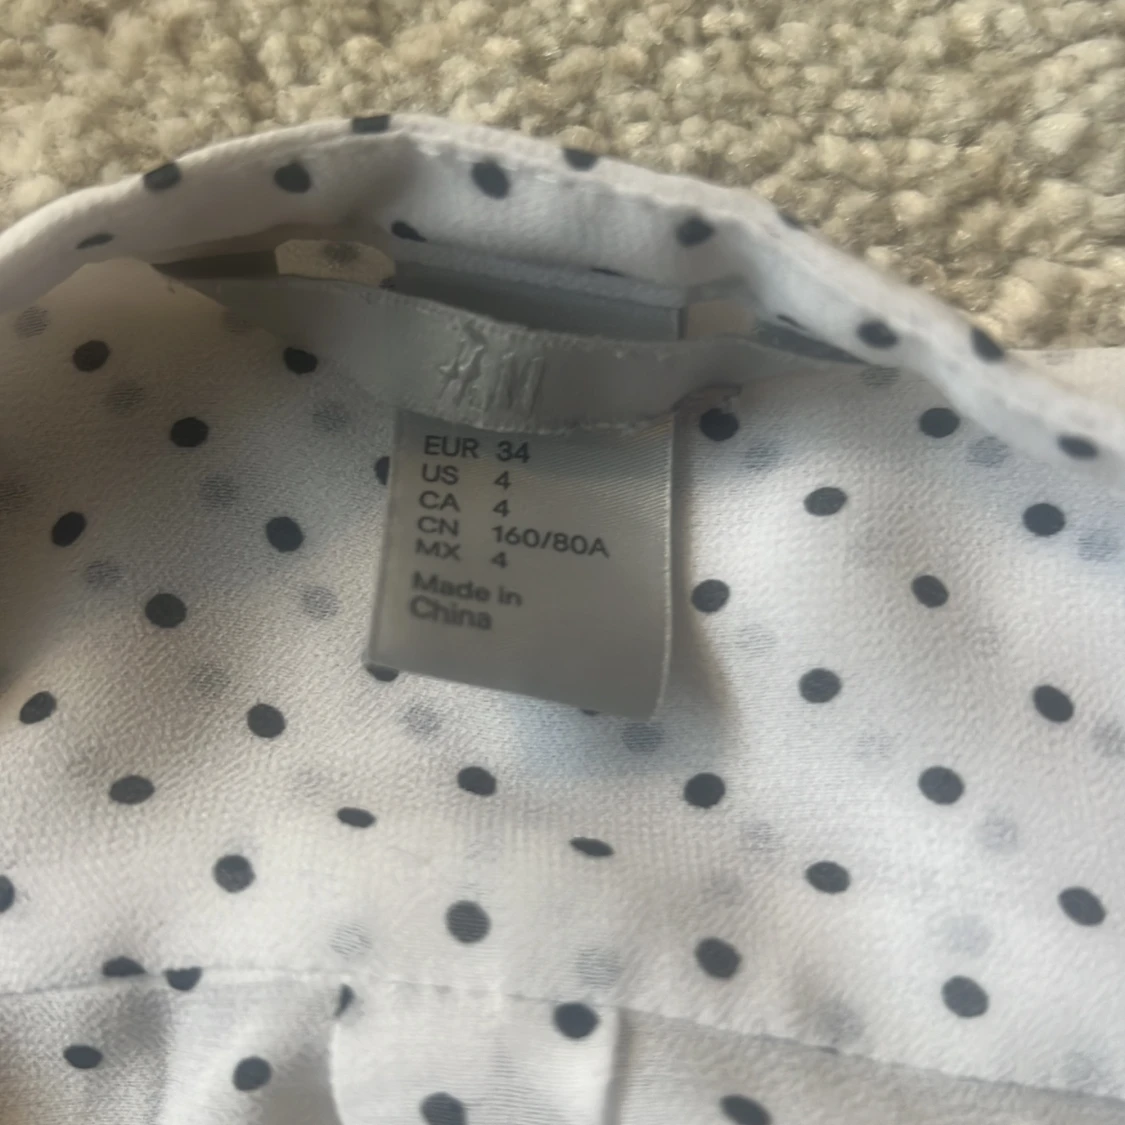 H&M
EUR 34
US 4
CA 4
CN 160/80A
MX 4
Made in
China